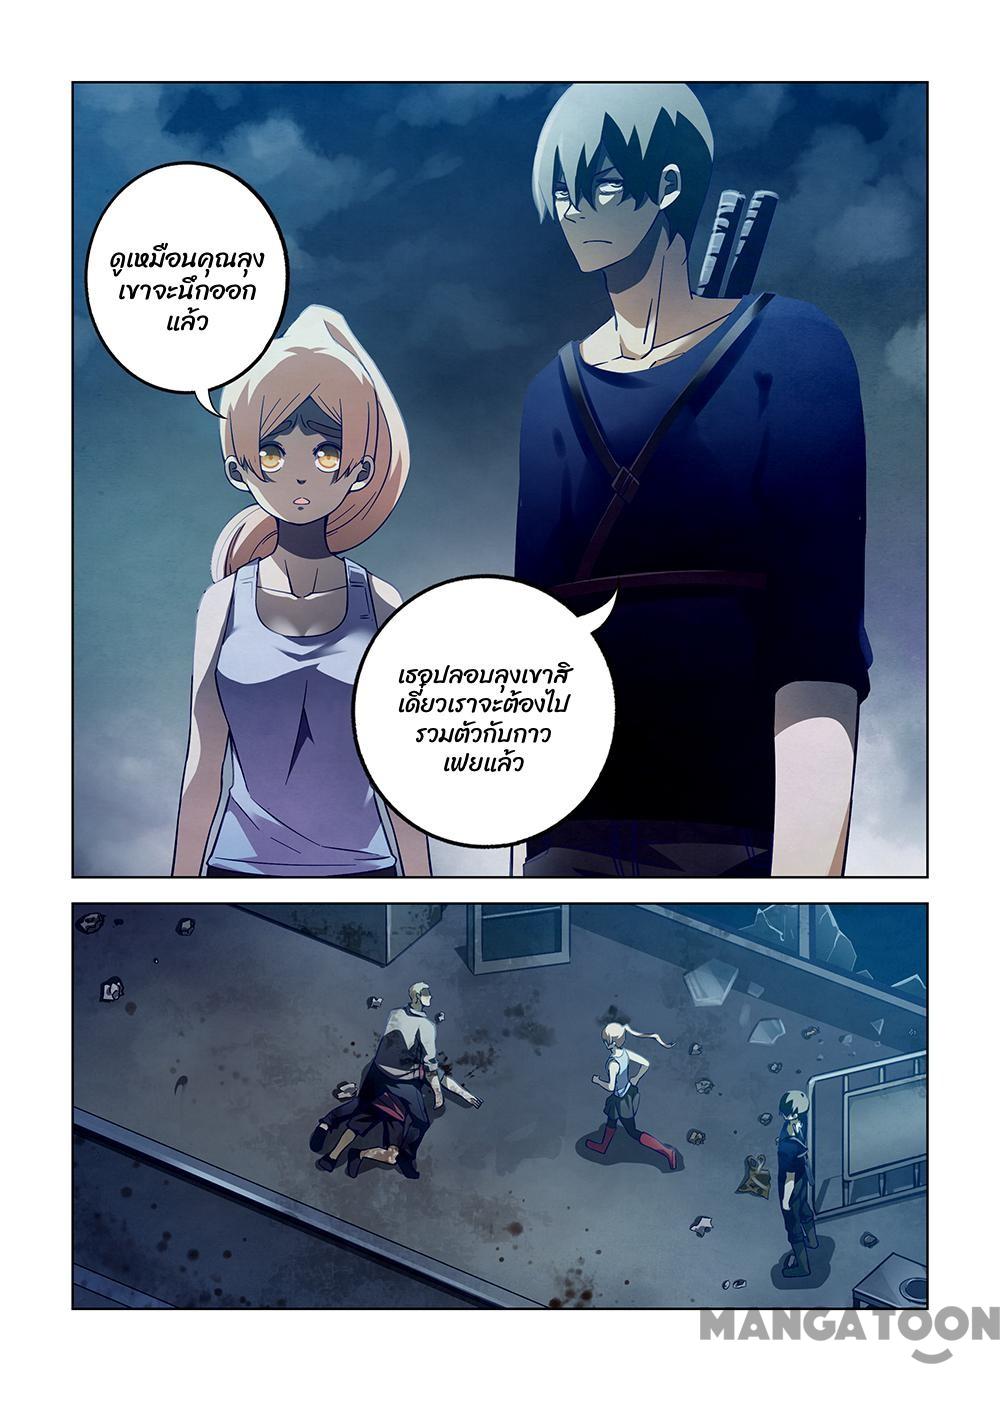 ดูเหมือนคุณลุง
เขาจะนึกออก
แล้ว
เธอปลอบลุงเขาสิ
เดี๋ยวเราจะต้องไป
รวมตัวกับกาว
เฟยแล้ว
MANGATOON